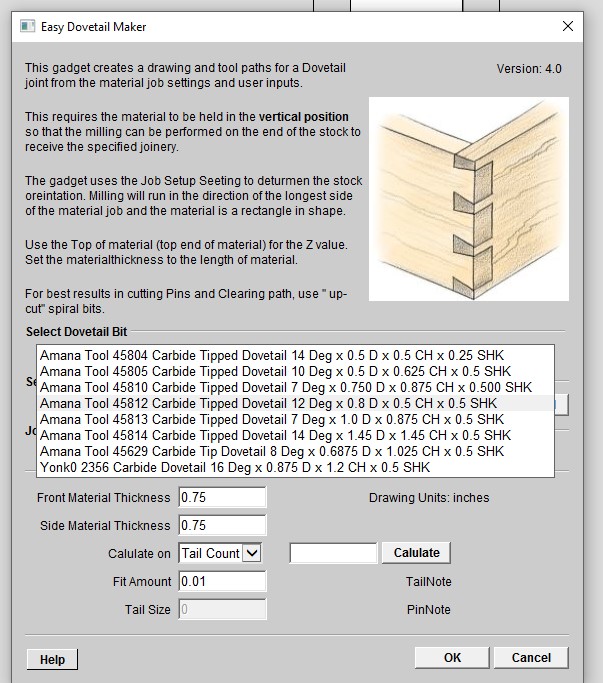 Easy Dovetail Maker
This gadget creates a drawing and tool paths for a Dovetail
joint from the material job settings and user inputs.
Version: 4.0
This requires the material to be held in the vertical position
so that the milling can be performed on the end of the stock to
receive the specified joinery.
The gadget uses the Job Setup Seeting to deturmen the stock
oreintation. Milling will run in the direction of the longest side
of the material job and the material is a rectangle in shape.
Use the Top of material (top end of material) for the Z value.
Set the materialthickness to the length of material.
For best results in cutting Pins and Clearing path, use " up-
cut" spiral bits.
Select Dovetail Bit
Amana Tool 45804 Carbide Tipped Dovetail 14 Deg x 0.5 D x 0.5 CH x 0.25 SHK
Amana Tool 45805 Carbide Tipped Dovetail 10 Deg x 0.5 D x 0.625 CH x 0.5 SHK
Amana Tool 45810 Carbide Tipped Dovetail 7 Deg x 0.750 D x 0.875 CH x 0.500 SHK
Amana Tool 45812 Carbide Tipped Dovetail 12 Deg x 0.8 D x 0.5 CH x 0.5 SHK
Amana Tool 45813 Carbide Tipped Dovetail 7 Deg x 1.0 D x 0.875 CH x 0.5 SHK
Amana Tool 45814 Carbide Tipped Dovetail 14 Deg x 1.45 D x 1.45 CH x 0.5 SHK
Amana Tool 45629 Carbide Tip Dovetail 8 Deg x 0.6875 D x 1.025 CH x 0.5 SHK
Yonk0 2356 Carbide Dovetail 16 Deg x 0.875 D x 1.2 CH x 0.5 SHK
Se
Jo
Front Material Thickness 0.75 Drawing Units: inches
Side Material Thickness 0.75
Calulate on Tail Count Calulate
Fit Amount 0.01 TailNote
Tail Size 0 PinNote
Help OK Cancel